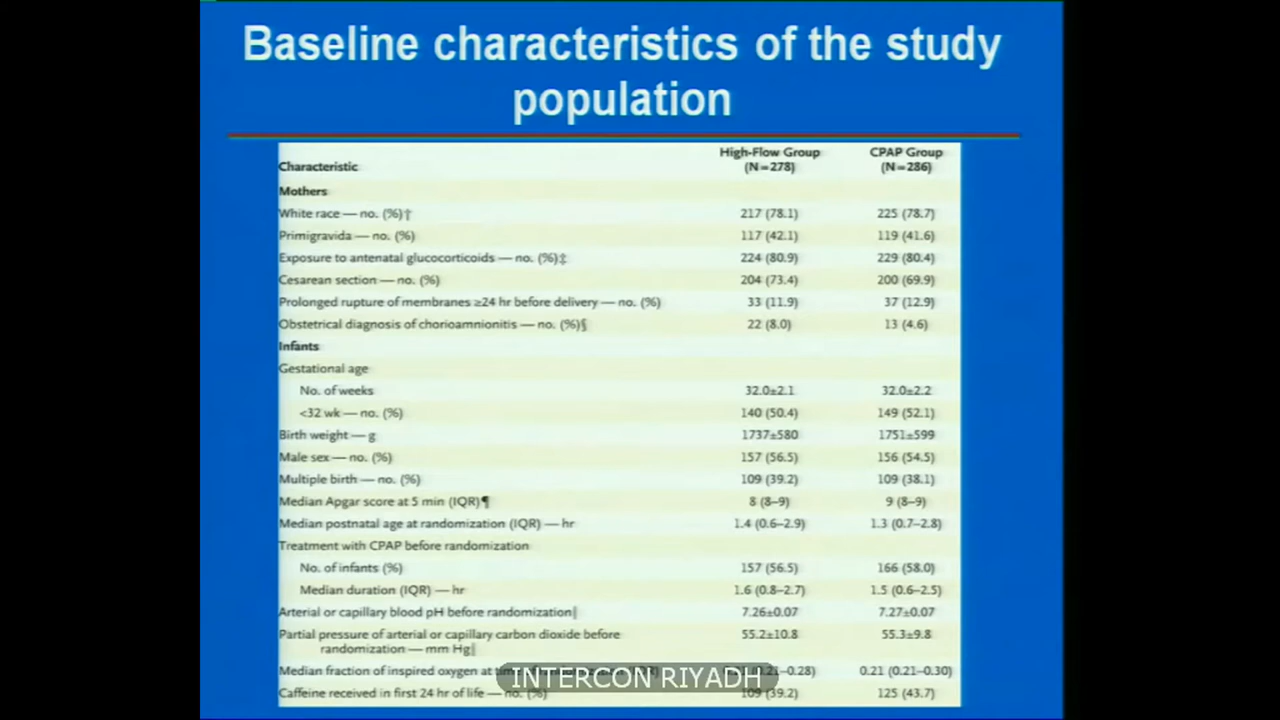 Baseline characteristics of the study
population
Characteristic High-Flow Group (N=278) CPAP Group (N=286)
Mothers
White race — no. (%)† 217 (78.1) 225 (78.7)
Primigravida — no. (%) 117 (42.1) 119 (41.6)
Exposure to antenatal glucocorticoids — no. (%)‡ 224 (80.9) 229 (80.4)
Cesarean section — no. (%) 204 (73.4) 200 (69.9)
Prolonged rupture of membranes ≥24 hr before delivery — no. (%) 33 (11.9) 37 (12.9)
Obstetrical diagnosis of chorioamnionitis — no. (%)§ 22 (8.0) 13 (4.6)
Infants
Gestational age
No. of weeks 32.0±2.1 32.0±2.2
<32 wk — no. (%) 140 (50.4) 149 (52.1)
Birth weight — g 1737±580 1751±599
Male sex — no. (%) 157 (56.5) 156 (54.5)
Multiple birth — no. (%) 109 (39.2) 109 (38.1)
Median Apgar score at 5 min (IQR)¶ 8 (8–9) 9 (8–9)
Median postnatal age at randomization (IQR) — hr 1.4 (0.6–2.9) 1.3 (0.7–2.8)
Treatment with CPAP before randomization
No. of infants (%) 157 (56.5) 166 (58.0)
Median duration (IQR) — hr 1.6 (0.8–2.7) 1.5 (0.6–2.5)
Arterial or capillary blood pH before randomization‖ 7.26±0.07 7.27±0.07
Partial pressure of arterial or capillary carbon dioxide before 55.2±10.8 55.3±9.8
randomization — mm Hg‖
Median fraction of inspired oxygen at 0.21 (0.21–0.30)
INTERCON RIYADH
Caffeine received in first 24 hr of life — no. (%) 109 (39.2) 125 (43.7)